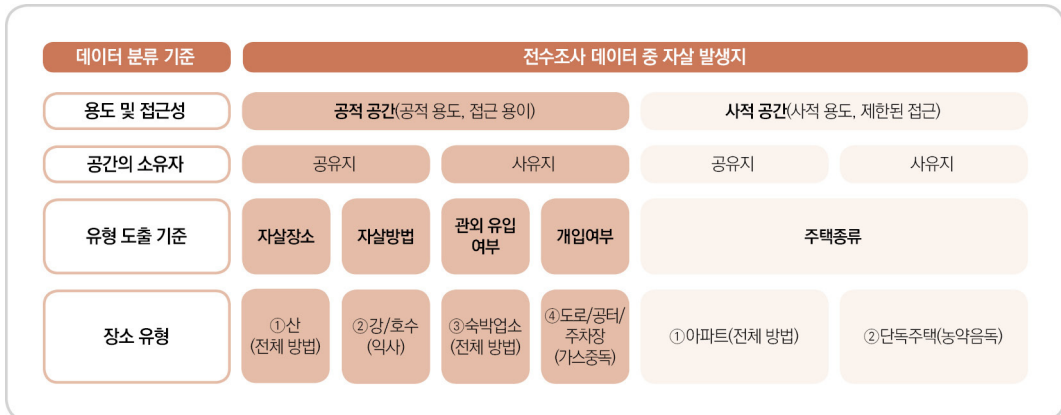 데이터 분류 기준
전수조사 데이터 중 자살 발생지
용도 및 접근성
공적 공간(공적 용도, 접근 용이)
사적 공간(사적 용도, 제한된 접근)
공간의 소유자
공유지
사유지
공유지
사유지
유형 도출 기준
자살장소
자살방법
관외 유입
여부
개입여부
주택종류
장소 유형
①산
(전체 방법)
②강/호수
(익사)
③숙박업소
(전체 방법)
④도로/공터/
주차장
(가스중독)
①아파트(전체 방법)
②단독주택(농약음독)